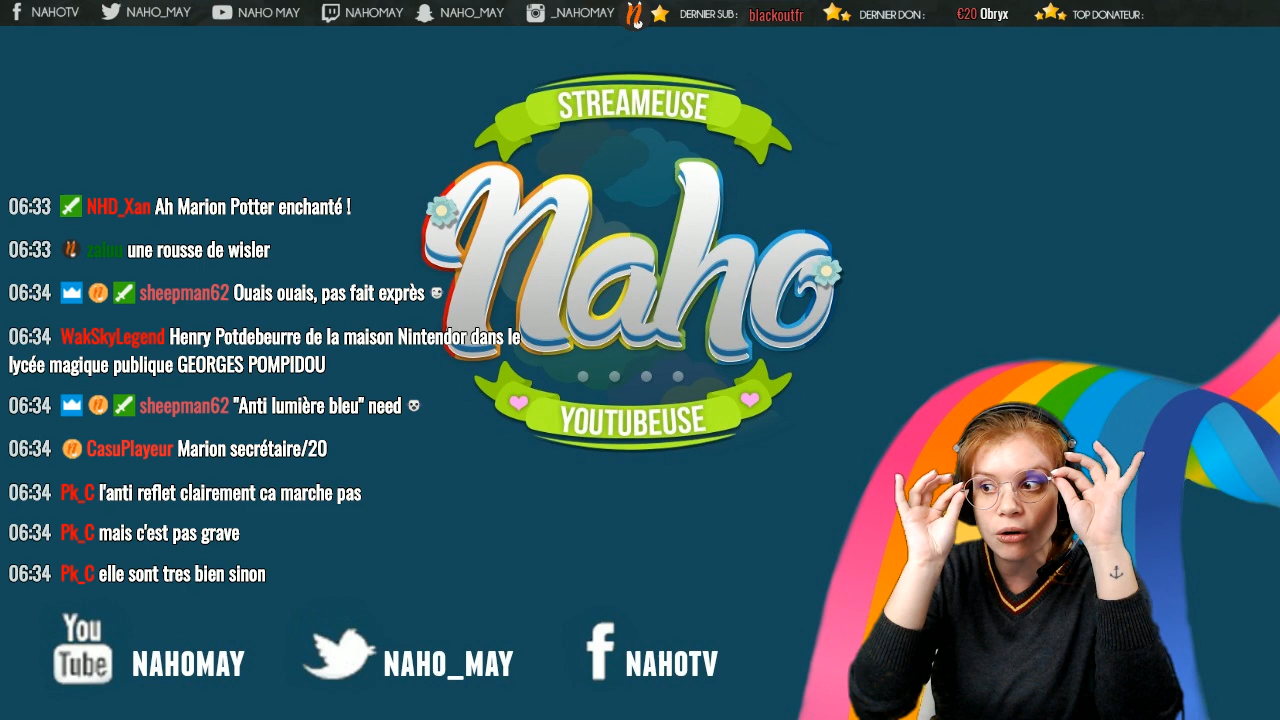 NAHOTV NAHO_MAY NAHO MAY NAHOMAY NAHO_MAY _NAHOMAY DERNIER SUB : blackoutfr DERNIER DON : €20 Obryx TOP DONATEUR :
STREAMEUSE
Naho
YOUTUBEUSE
06:33 NHD_Xan Ah Marion Potter enchanté !
06:33 une rousse de wisler
06:34 sheepman62 Ouais ouais, pas fait exprès
06:34 WakSkyLegend Henry Potdebeurre de la maison Nintendor dans le
lycée magique publique GEORGES POMPIDOU
06:34 sheepman62 "Anti lumière bleu" need
06:34 CasuPlayeur Marion secrétaire/20
06:34 Pk_C l'anti reflet clairement ca marche pas
06:34 Pk_C mais c'est pas grave
06:34 Pk_C elle sont tres bien sinon
You Tube NAHOMAY NAHO_MAY NAHOTV